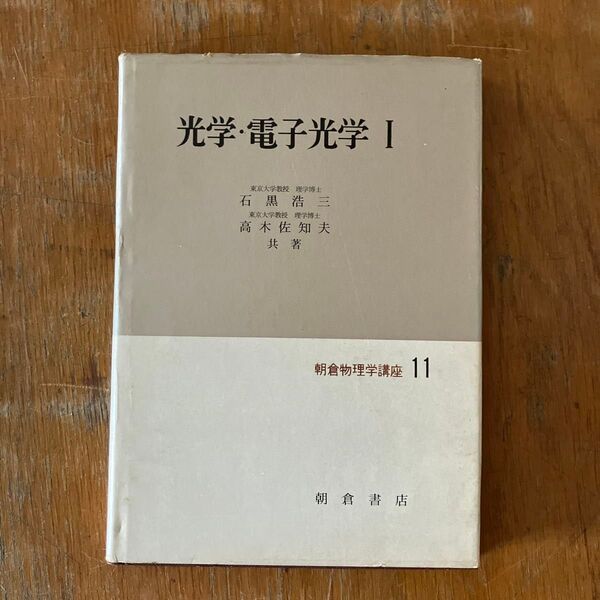 光学・電子光学 I
東京大学教授　理学博士
石黒浩三
東京大学教授　理学博士
高木佐知夫
共著
朝倉物理学講座 11
朝倉書店